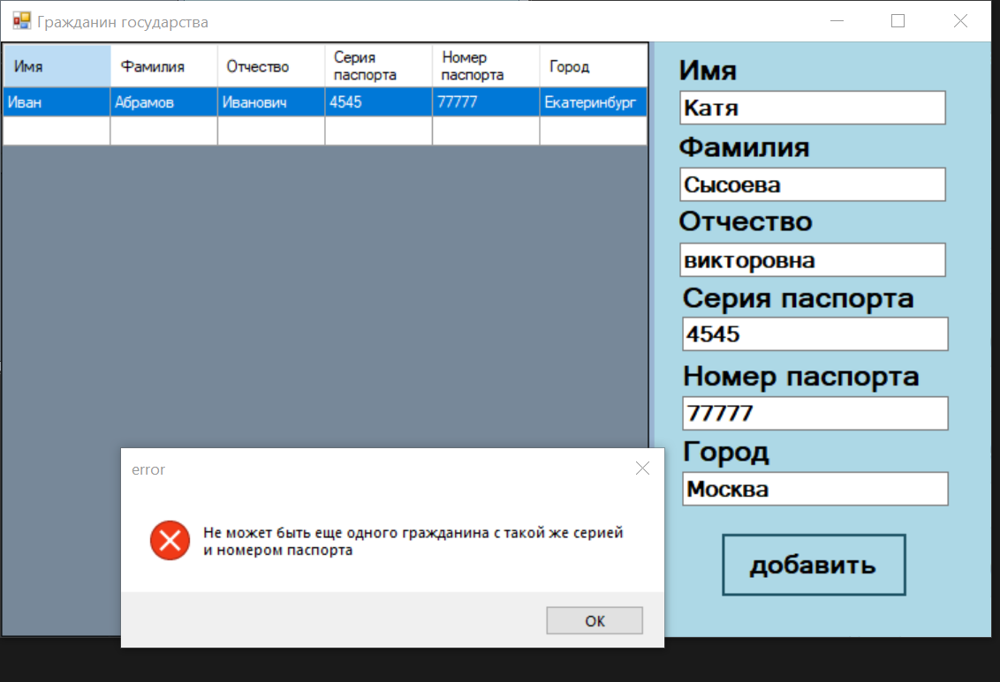 Гражданин государства
Имя Фамилия Отчество Серия паспорта Номер паспорта Город
Иван Абрамов Иванович 4545 77777 Екатеринбург
Имя
Катя
Фамилия
Сысоева
Отчество
викторовна
Серия паспорта
4545
Номер паспорта
77777
Город
Москва
добавить
error
Не может быть еще одного гражданина с такой же серией
и номером паспорта
OK